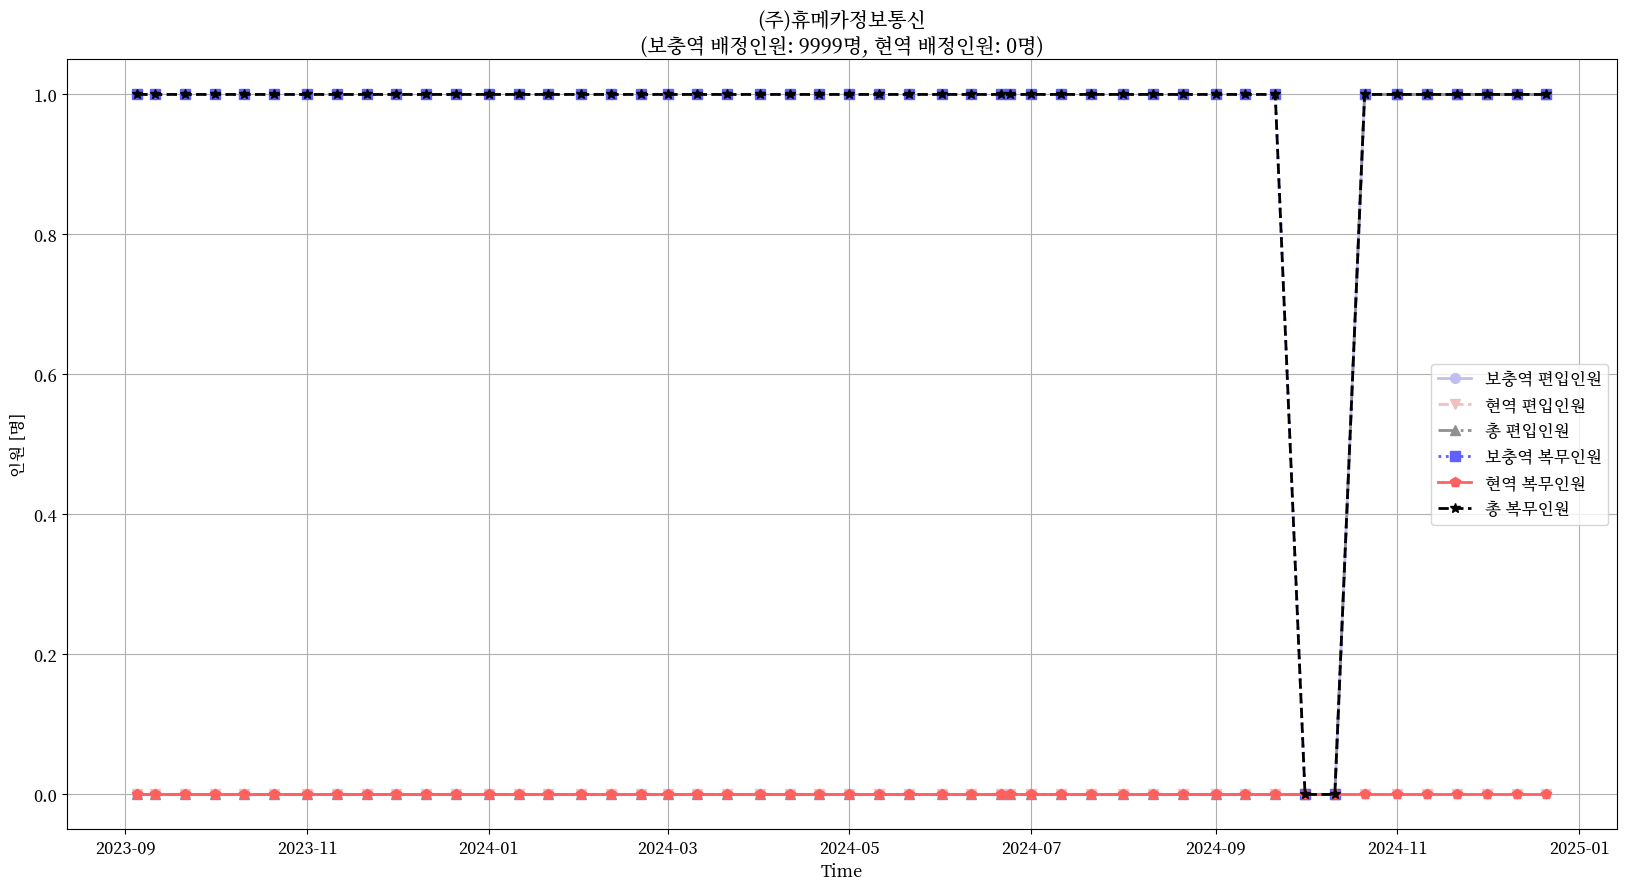 (주)휴메카정보통신
(보충역 배정인원: 9999명, 현역 배정인원: 0명)
인원 [명]
1.0
0.8
0.6
0.4
0.2
0.0
보충역 편입인원
현역 편입인원
총 편입인원
보충역 복무인원
현역 복무인원
총 복무인원
2023-09 2023-11 2024-01 2024-03 2024-05 2024-07 2024-09 2024-11 2025-01
Time